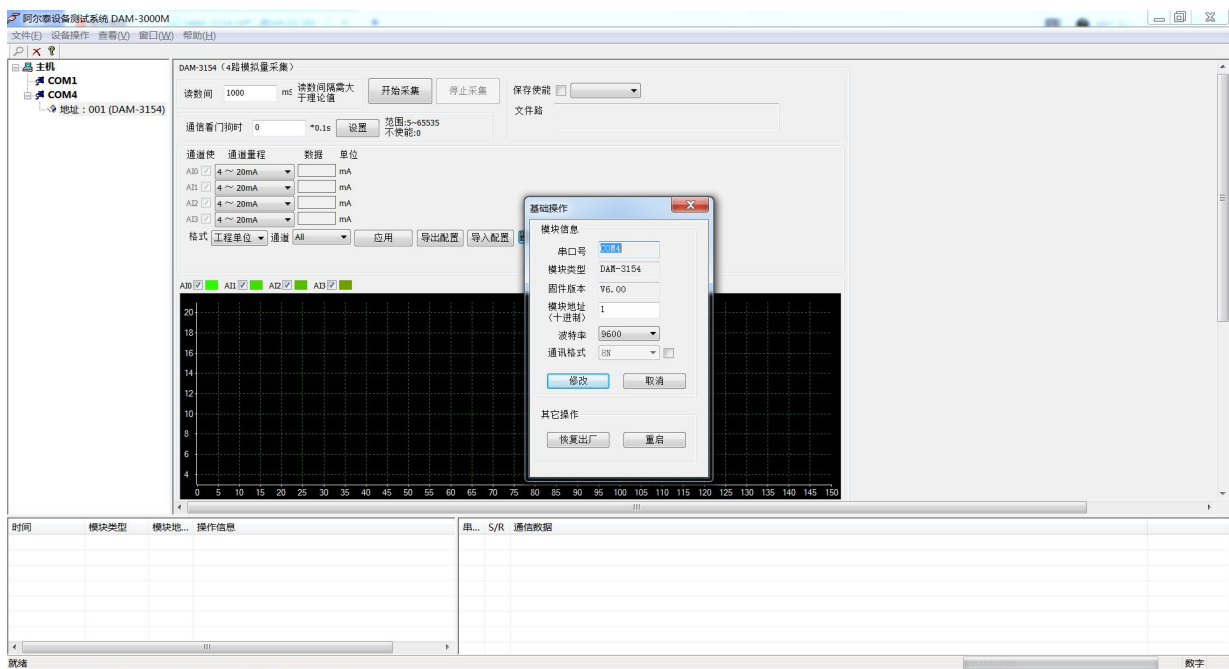 阿尔泰设备测试系统 DAM-3000M
文件(F) 设备操作 查看(V) 窗口(W) 帮助(H)
主机
COM1
COM4
地址：001 (DAM-3154)
DAM-3154（4路模拟量采集）
读数间 1000 ms 读数间隔需大
于理论值
开始采集 停止采集
保存使能
文件路
通信看门狗时 0 *0.1s 设置 范围:5~65535
不使能:0
通道使 通道量程 数据 单位
AI0 4 ～ 20mA mA
AI1 4 ～ 20mA mA
AI2 4 ～ 20mA mA
AI3 4 ～ 20mA mA
格式 工程单位 通道 All 应用 导出配置 导入配置
AI0 AI1 AI2 AI3
20
18
16
14
12
10
8
6
4
0 5 10 15 20 25 30 35 40 45 50 55 60 65 70 75 80 85 90 95 100 105 110 115 120 125 130 135 140 145 150
基础操作
模块信息
串口号 COM4
模块类型 DAM-3154
固件版本 V6.00
模块地址 1
（十进制）
波特率 9600
通讯格式 8N
修改 取消
其它操作
恢复出厂 重启
时间 模块类型 模块地... 操作信息
串... S/R 通信数据
就绪
数字